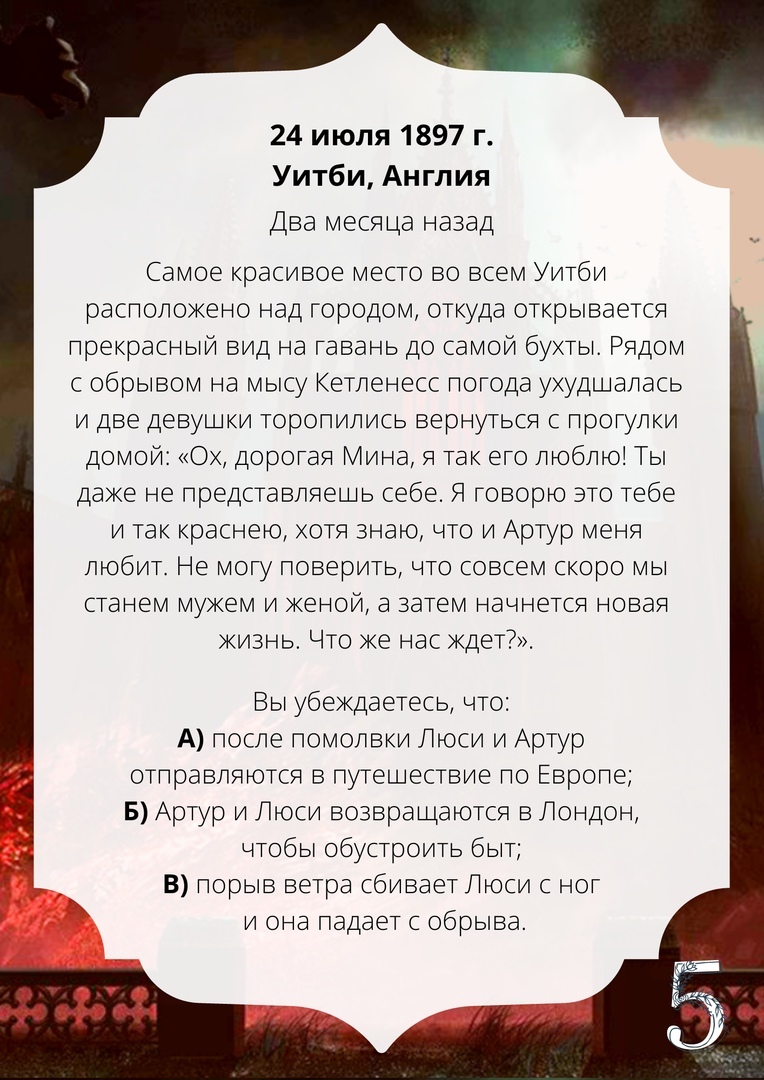 24 июля 1897 г.
Уитби, Англия
Два месяца назад
Самое красивое место во всем Уитби
расположено над городом, откуда открывается
прекрасный вид на гавань до самой бухты. Рядом
с обрывом на мысу Кетленесс погода ухудшалась
и две девушки торопились вернуться с прогулки
домой: «Ох, дорогая Мина, я так его люблю! Ты
даже не представляешь себе. Я говорю это тебе
и так краснею, хотя знаю, что и Артур меня
любит. Не могу поверить, что совсем скоро мы
станем мужем и женой, а затем начнется новая
жизнь. Что же нас ждет?».
Вы убеждаетесь, что:
А) после помолвки Люси и Артур
отправляются в путешествие по Европе;
Б) Артур и Люси возвращаются в Лондон,
чтобы обустроить быт;
В) порыв ветра сбивает Люси с ног
и она падает с обрыва.
5